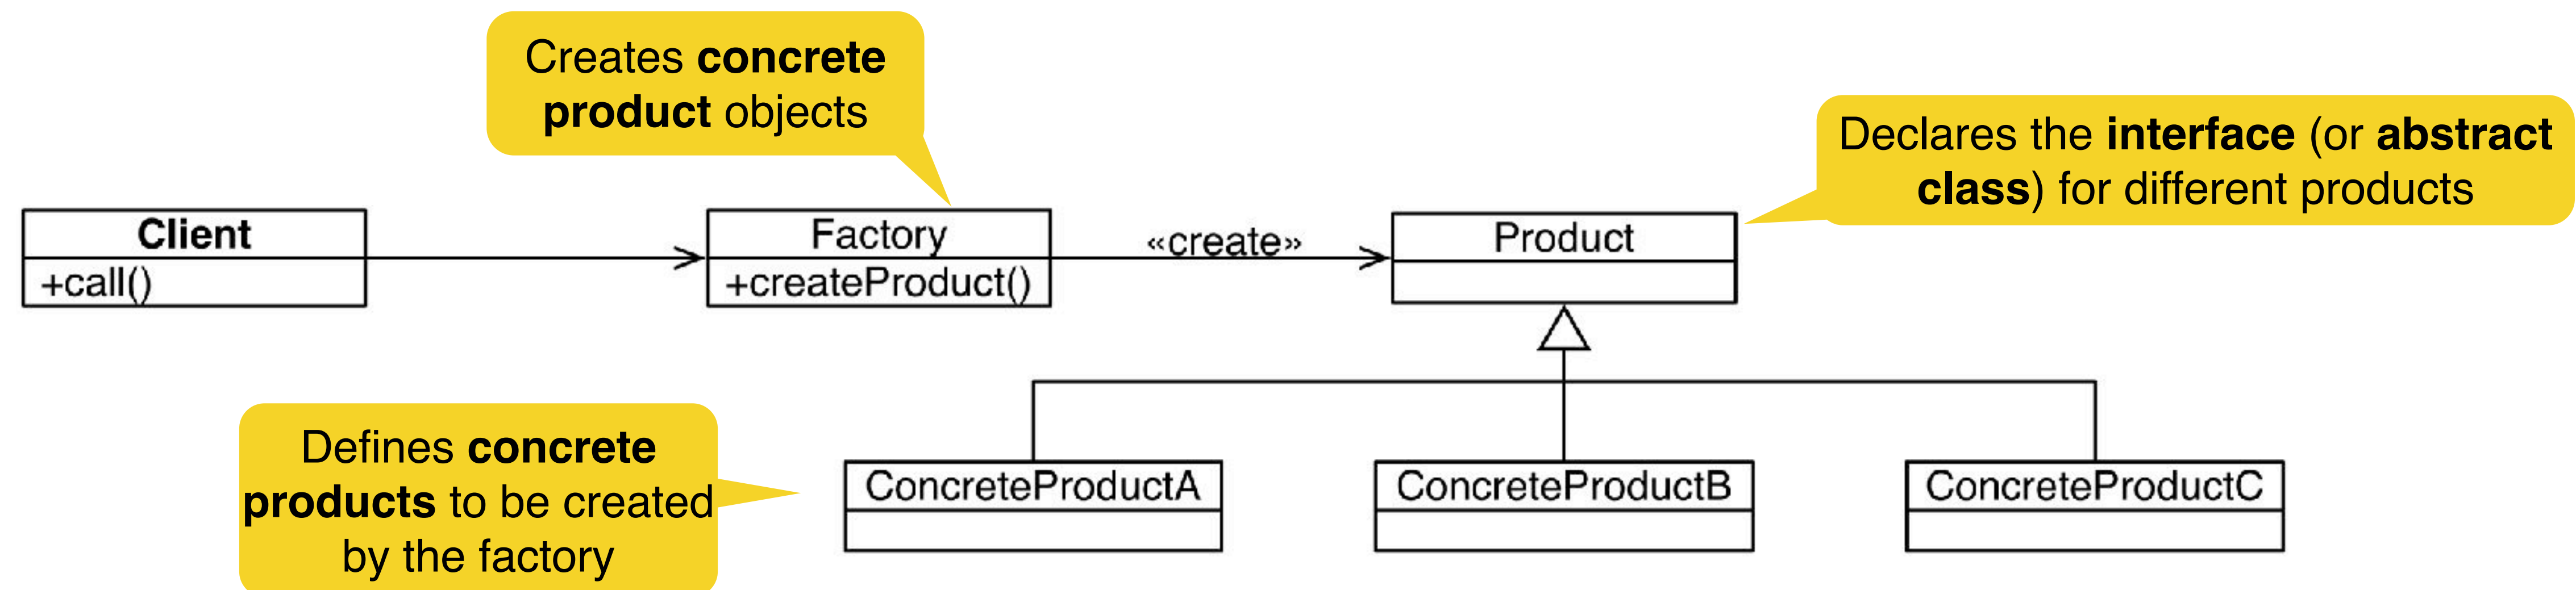 Creates concrete
product objects
Declares the interface (or abstract
class) for different products
Client
+call()
Factory
+createProduct()
«create»
Product
Defines concrete
products to be created
by the factory
ConcreteProductA
ConcreteProductB
ConcreteProductC